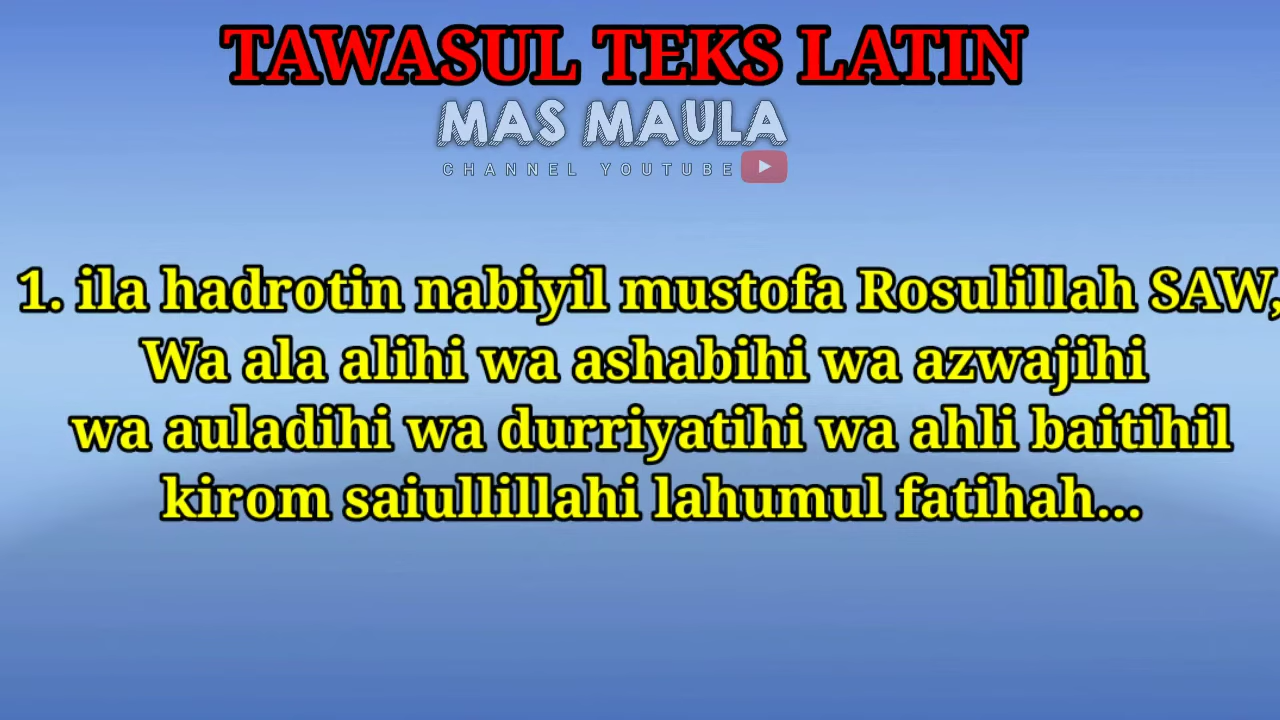 TAWASUL TEKS LATIN
MAS MAULA
CHANNEL YOUTUBE
1. ila hadrotin nabiyil mustofa Rosulillah SAW,
Wa ala alihi wa ashabihi wa azwajihi
wa auladihi wa durriyatihi wa ahli baitihil
kirom saiullillahi lahumul fatihah...